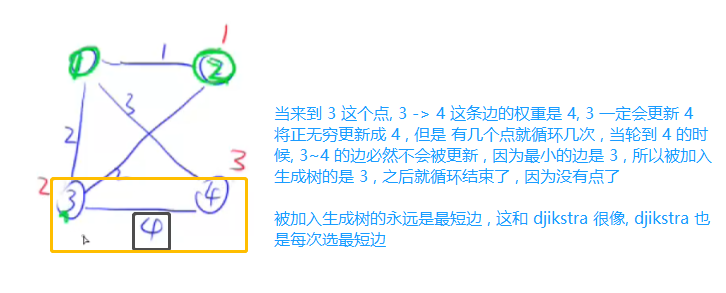 1
① 1 ②
2 3 2
2 3
③ ④
4
当来到 3 这个点, 3 -> 4 这条边的权重是 4, 3 一定会更新 4
将正无穷更新成 4 , 但是 有几个点就循环几次 , 当轮到 4 的时
候, 3~4 的边必然不会被更新 , 因为最小的边是 3 , 所以被加入
生成树的是 3 , 之后就循环结束了 , 因为没有点了
被加入生成树的永远是最短边 , 这和 djikstra 很像, djikstra 也
是每次选最短边